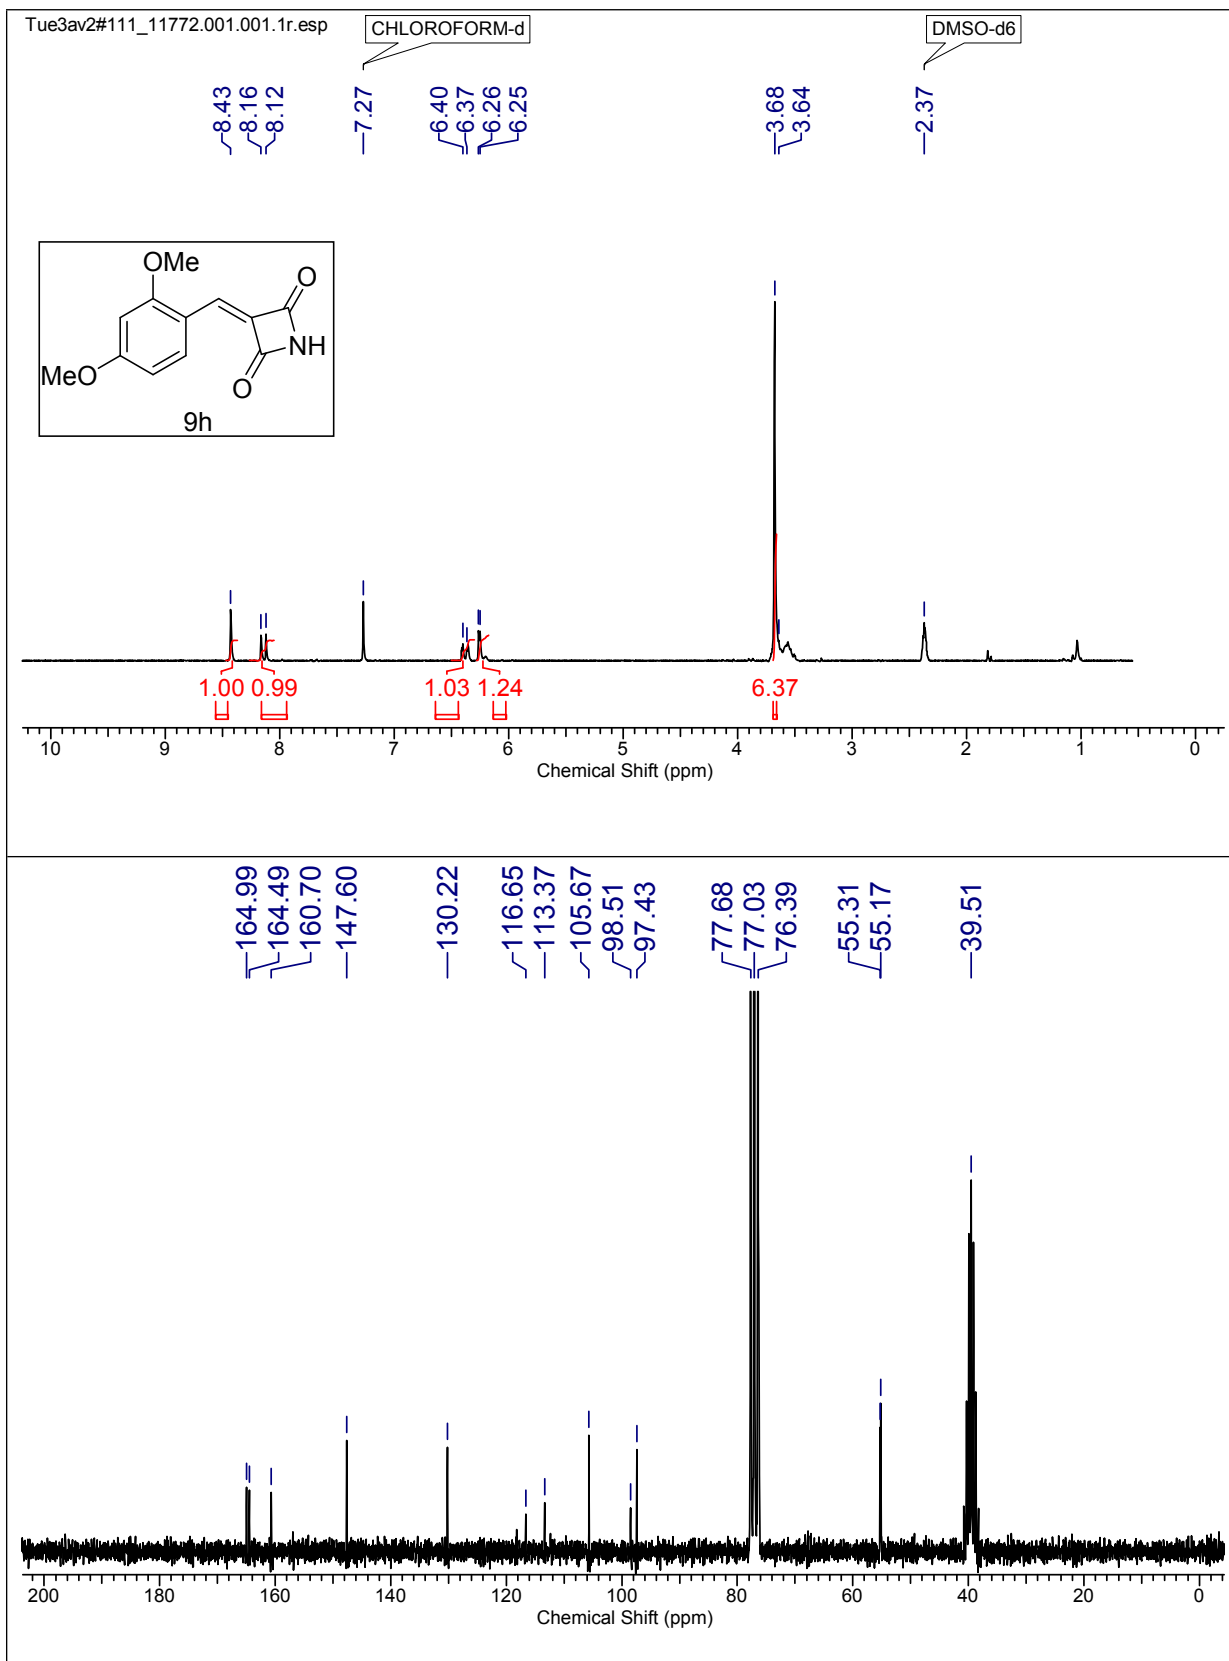 Tue3av2#111_11772.001.001.1r.esp
CHLOROFORM-d
DMSO-d6
8.43
8.16
8.12
7.27
6.40
6.37
6.26
6.25
3.68
3.64
2.37
OMe
O
NH
O
MeO
9h
1.00 0.99 1.03 1.24 6.37
10 9 8 7 6 5 4 3 2 1 0
Chemical Shift (ppm)
164.99
164.49
160.70
147.60
130.22
116.65
113.37
105.67
98.51
97.43
77.68
77.03
76.39
55.31
55.17
39.51
200 180 160 140 120 100 80 60 40 20 0
Chemical Shift (ppm)